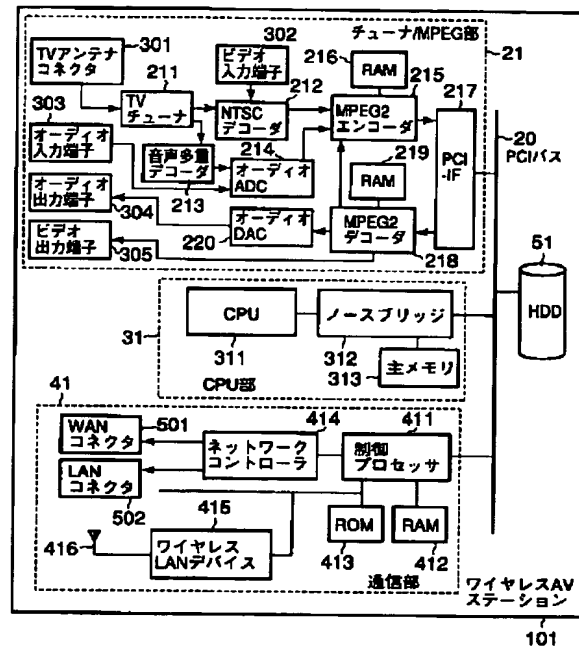 チューナ/MPEG部
21
TVアンテナ
コネクタ
301
211
TV
チューナ
302
ビデオ
入力端子
212
NTSC
デコーダ
216
RAM
215
MPEG2
エンコーダ
217
PCI
-IF
20
PCIバス
303
オーディオ
入力端子
音声多重
デコーダ
213
214
オーディオ
ADC
219
RAM
オーディオ
出力端子
304
220
オーディオ
DAC
MPEG2
デコーダ
218
ビデオ
出力端子
305
51
HDD
31
CPU
311
ノースブリッジ
312
主メモリ
313
CPU部
41
WAN
コネクタ
501
LAN
コネクタ
502
414
ネットワーク
コントローラ
411
制御
プロセッサ
415
416
ワイヤレス
LANデバイス
ROM
413
RAM
412
通信部
ワイヤレスAV
ステーション
101